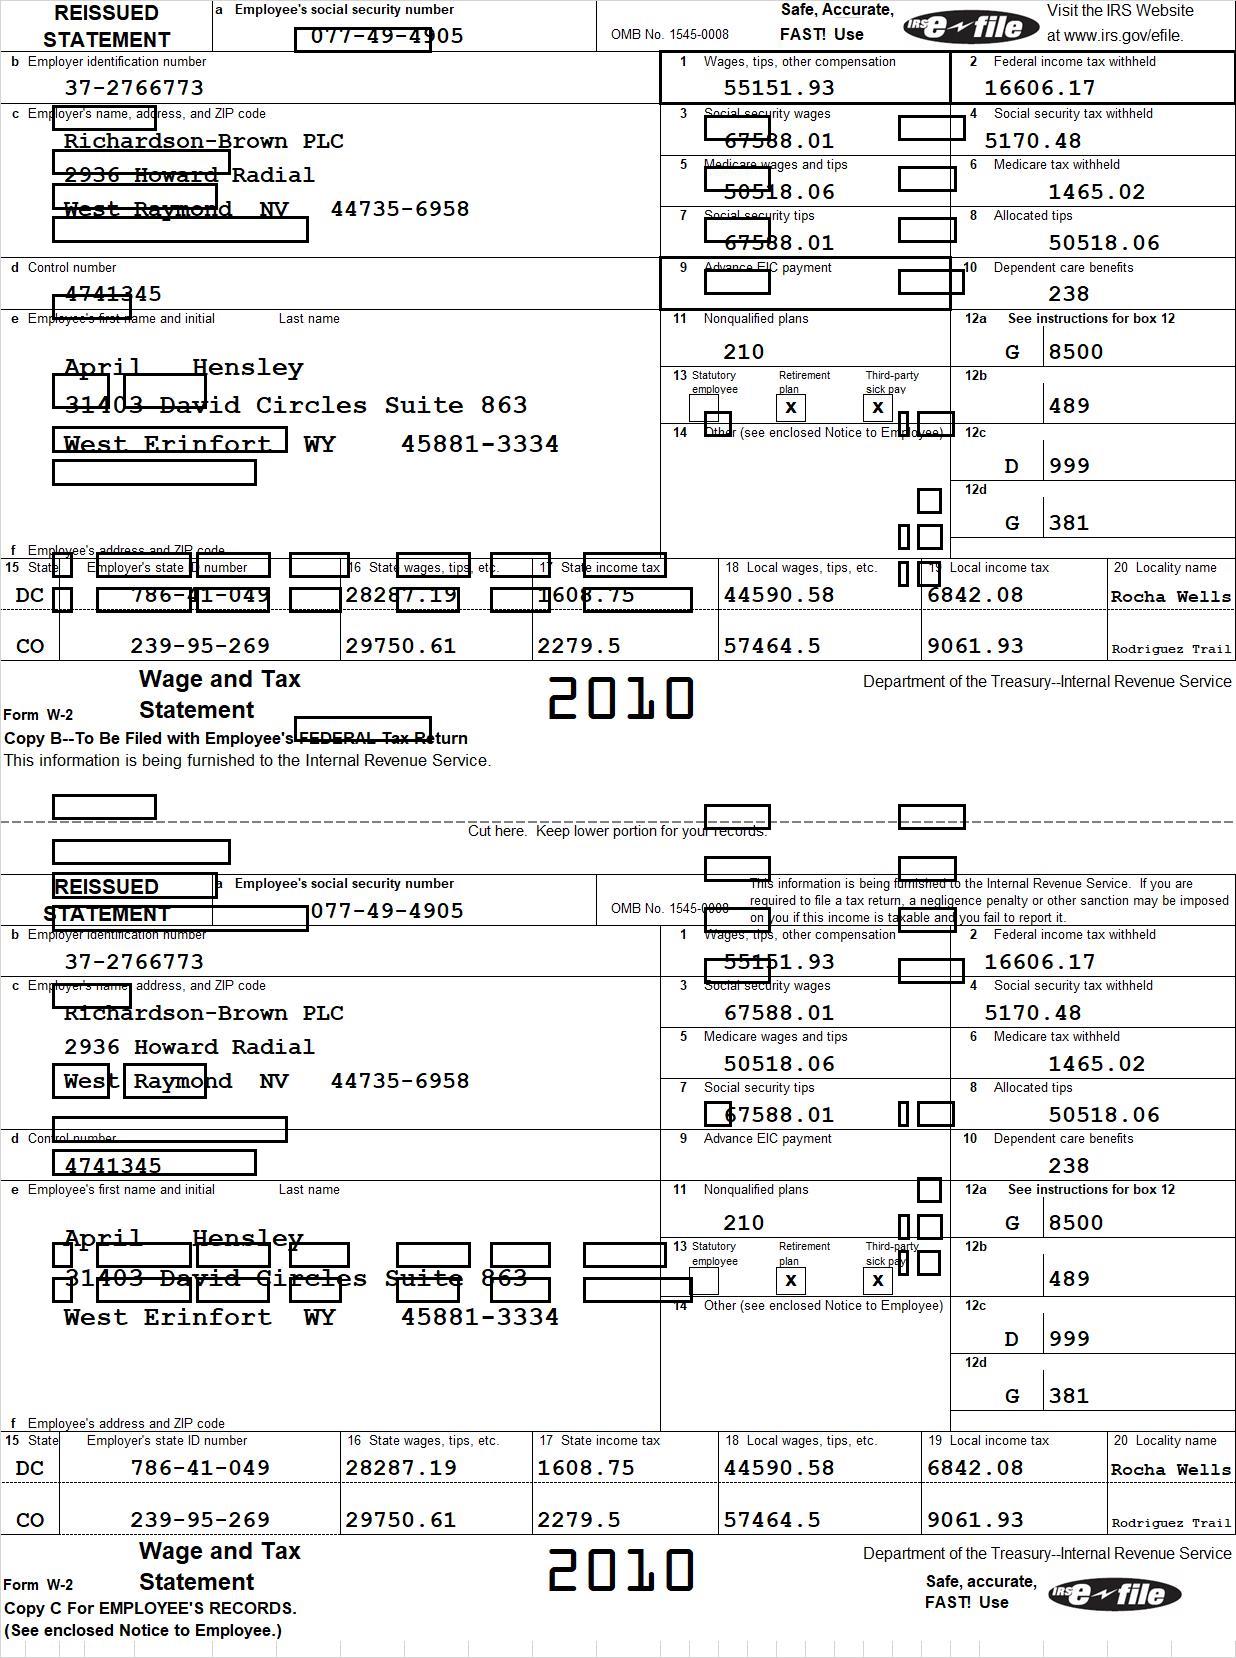 REISSUED STATEMENT a Employee's social security number 077-49-4905 OMB No. 1545-0008 Safe, Accurate, FAST! Use IRS e-file Visit the IRS Website at www.irs.gov/efile.
b Employer identification number
37-2766773
1 Wages, tips, other compensation
55151.93
2 Federal income tax withheld
16606.17
c Employer's name, address, and ZIP code
Richardson-Brown PLC
2936 Howard Radial
West Raymond NV 44735-6958
3 Social security wages
67588.01
4 Social security tax withheld
5170.48
5 Medicare wages and tips
50518.06
6 Medicare tax withheld
1465.02
7 Social security tips
67588.01
8 Allocated tips
50518.06
d Control number
4741345
9 Advance EIC payment
10 Dependent care benefits
238
e Employee's first name and initial Last name
April Hensley
31403 David Circles Suite 863
West Erinfort WY 45881-3334
11 Nonqualified plans
210
12a See instructions for box 12
G 8500
13 Statutory employee Retirement plan X Third-party sick pay X
12b
489
14 Other (see enclosed Notice to Employee)
12c
D 999
12d
G 381
f Employee's address and ZIP code
15 State Employer's state ID number 16 State wages, tips, etc. 17 State income tax 18 Local wages, tips, etc. 19 Local income tax 20 Locality name
DC 786-41-049 28287.19 1608.75 44590.58 6842.08 Rocha Wells
CO 239-95-269 29750.61 2279.5 57464.5 9061.93 Rodriguez Trail
Form W-2 Wage and Tax Statement 2010 Department of the Treasury--Internal Revenue Service
Copy B--To Be Filed with Employee's FEDERAL Tax Return
This information is being furnished to the Internal Revenue Service.
Cut here. Keep lower portion for your records.
REISSUED STATEMENT a Employee's social security number 077-49-4905 OMB No. 1545-0008
This information is being furnished to the Internal Revenue Service. If you are
required to file a tax return, a negligence penalty or other sanction may be imposed
on you if this income is taxable and you fail to report it.
b Employer identification number
37-2766773
1 Wages, tips, other compensation
55151.93
2 Federal income tax withheld
16606.17
c Employer's name, address, and ZIP code
Richardson-Brown PLC
2936 Howard Radial
West Raymond NV 44735-6958
3 Social security wages
67588.01
4 Social security tax withheld
5170.48
5 Medicare wages and tips
50518.06
6 Medicare tax withheld
1465.02
7 Social security tips
67588.01
8 Allocated tips
50518.06
d Control number
4741345
9 Advance EIC payment
10 Dependent care benefits
238
e Employee's first name and initial Last name
April Hensley
31403 David Circles Suite 863
West Erinfort WY 45881-3334
11 Nonqualified plans
210
12a See instructions for box 12
G 8500
13 Statutory employee Retirement plan X Third-party sick pay X
12b
489
14 Other (see enclosed Notice to Employee)
12c
D 999
12d
G 381
f Employee's address and ZIP code
15 State Employer's state ID number 16 State wages, tips, etc. 17 State income tax 18 Local wages, tips, etc. 19 Local income tax 20 Locality name
DC 786-41-049 28287.19 1608.75 44590.58 6842.08 Rocha Wells
CO 239-95-269 29750.61 2279.5 57464.5 9061.93 Rodriguez Trail
Form W-2 Wage and Tax Statement 2010 Department of the Treasury--Internal Revenue Service
Copy C For EMPLOYEE'S RECORDS.
(See enclosed Notice to Employee.)
Safe, accurate, FAST! Use IRS e-file